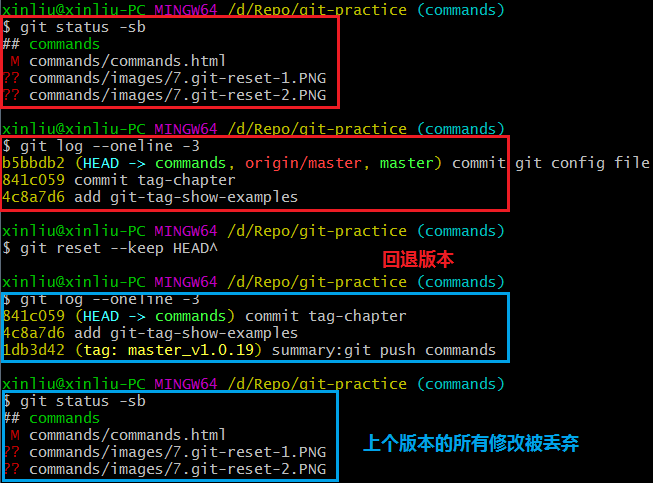 xinliu@xinliu-PC MINGW64 /d/Repo/git-practice (commands)
$ git status -sb
## commands
 M commands/commands.html
?? commands/images/7.git-reset-1.PNG
?? commands/images/7.git-reset-2.PNG
xinliu@xinliu-PC MINGW64 /d/Repo/git-practice (commands)
$ git log --oneline -3
b5bbdb2 (HEAD -> commands, origin/master, master) commit git config file
841c059 commit tag-chapter
4c8a7d6 add git-tag-show-examples
xinliu@xinliu-PC MINGW64 /d/Repo/git-practice (commands)
$ git reset --keep HEAD^
回退版本
xinliu@xinliu-PC MINGW64 /d/Repo/git-practice (commands)
$ git log --oneline -3
841c059 (HEAD -> commands) commit tag-chapter
4c8a7d6 add git-tag-show-examples
1db3d42 (tag: master_v1.0.19) summary:git push commands
xinliu@xinliu-PC MINGW64 /d/Repo/git-practice (commands)
$ git status -sb
## commands
 M commands/commands.html
?? commands/images/7.git-reset-1.PNG
?? commands/images/7.git-reset-2.PNG
上个版本的所有修改被丢弃